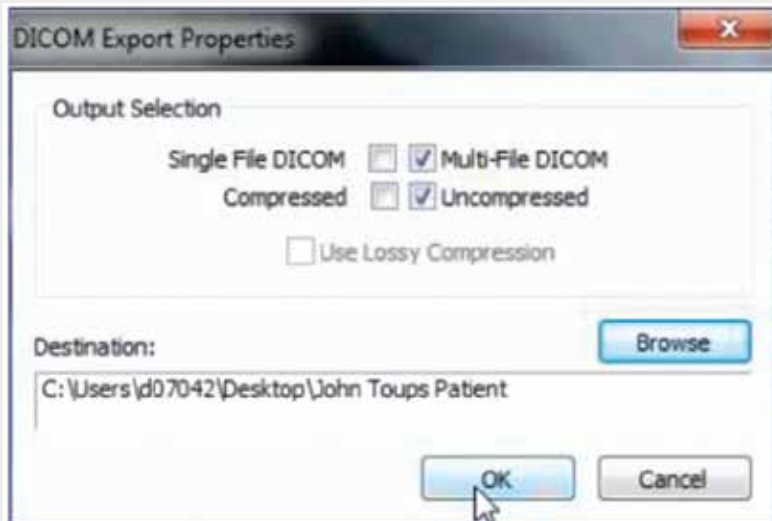 DICOM Export Properties
Output Selection
Single File DICOM Multi-File DICOM
Compressed Uncompressed
Use Lossy Compression
Destination: Browse
C:\Users\d07042\Desktop\John Toups Patient
OK Cancel